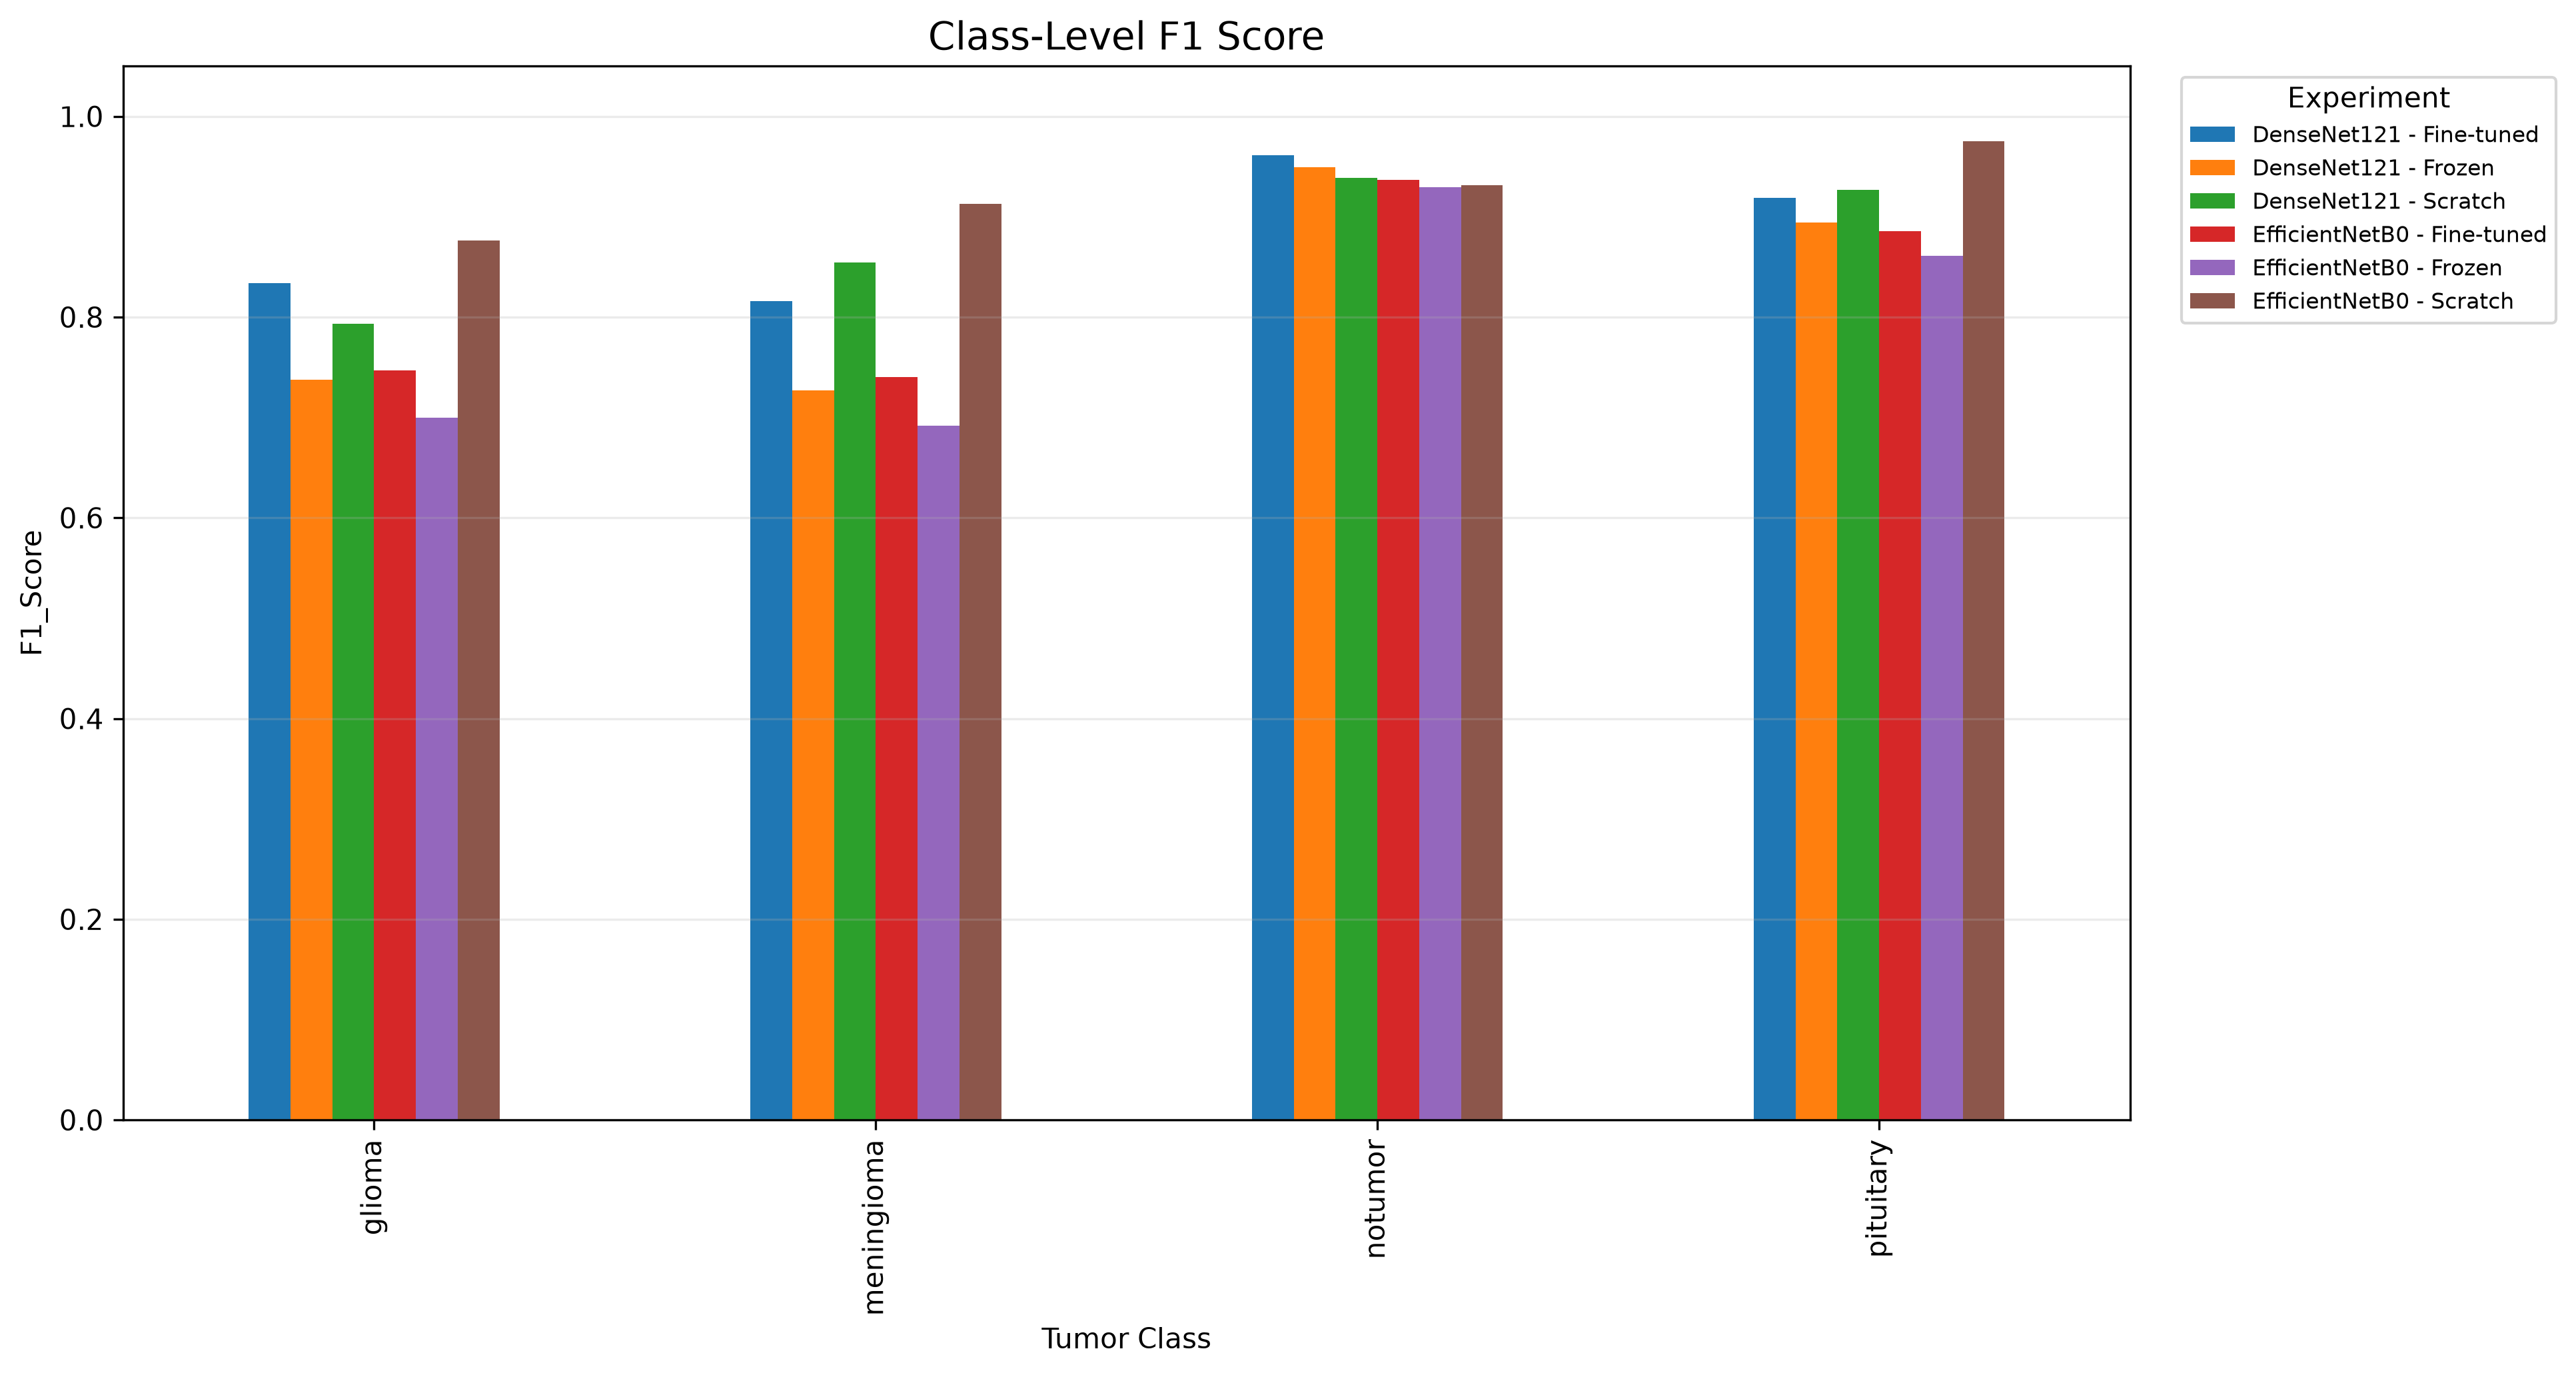 Class-Level F1 Score
Experiment
DenseNet121 - Fine-tuned
DenseNet121 - Frozen
DenseNet121 - Scratch
EfficientNetB0 - Fine-tuned
EfficientNetB0 - Frozen
EfficientNetB0 - Scratch
F1_Score
1.0
0.8
0.6
0.4
0.2
0.0
glioma
meningioma
notumor
pituitary
Tumor Class